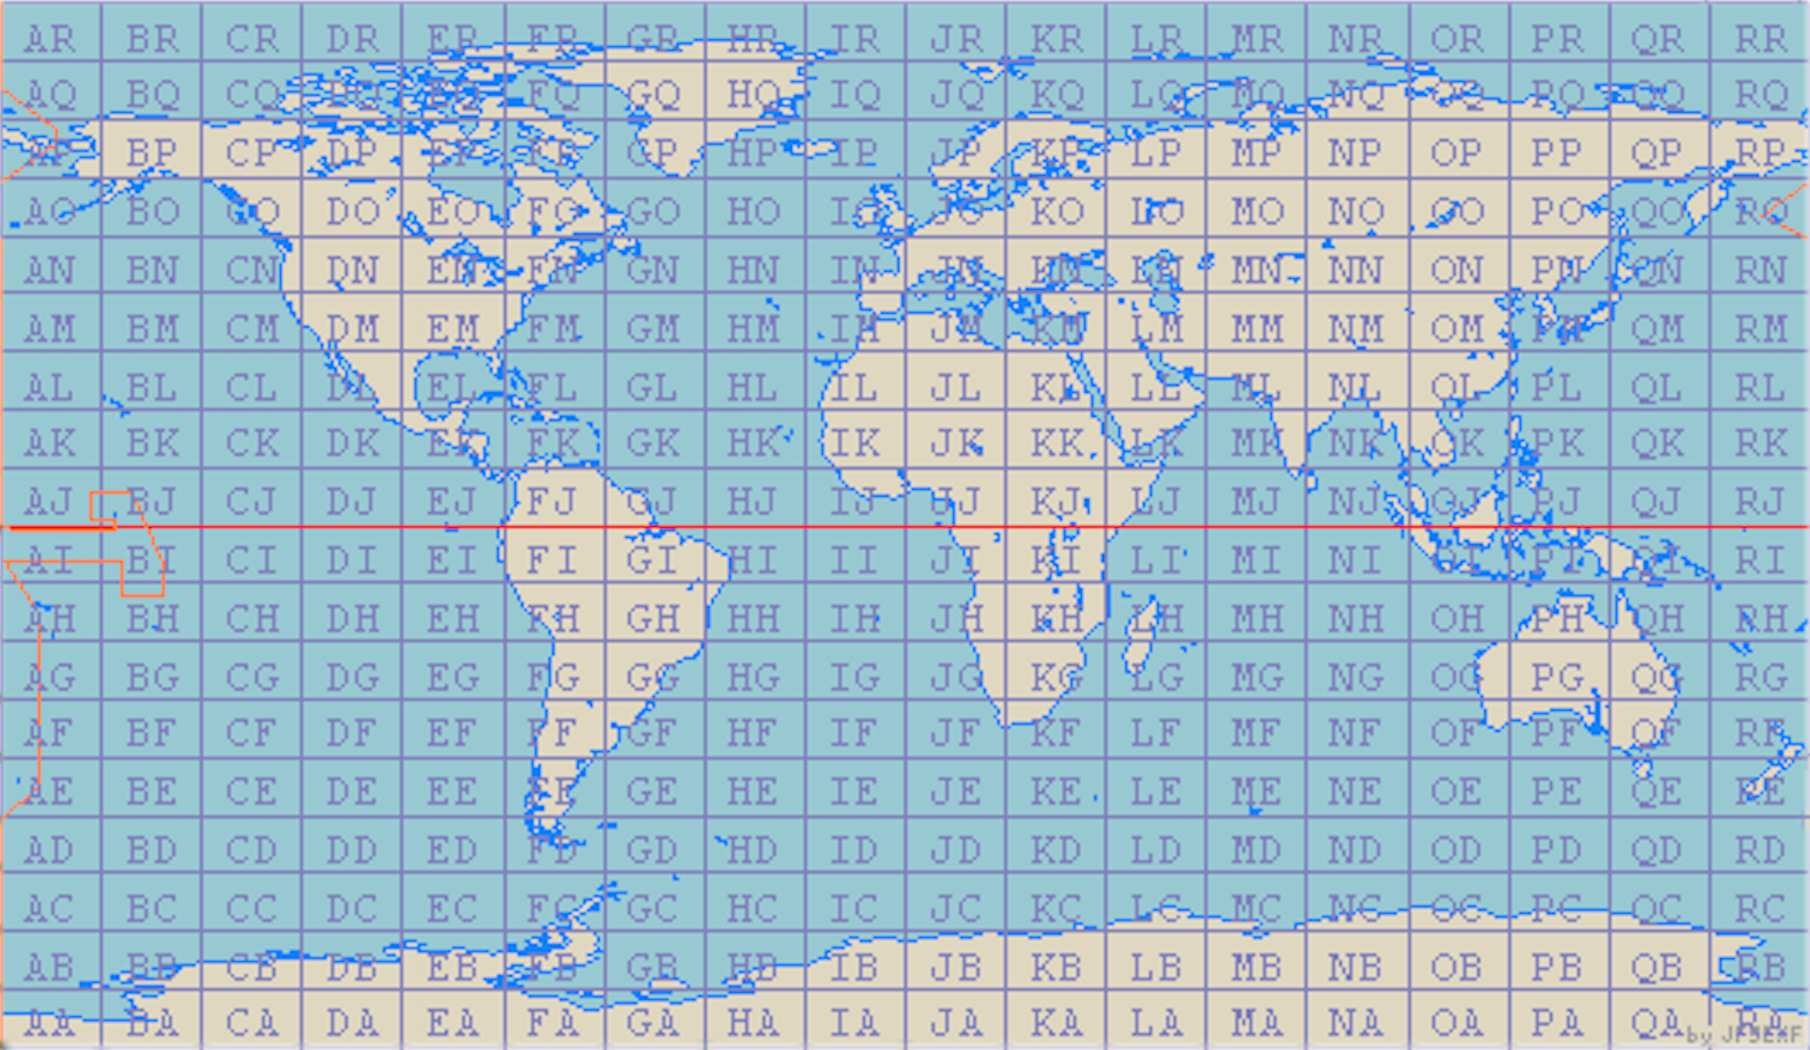 AR BR CR DR ER FR GR HR IR JR KR LR MR NR OR PR QR RR
AQ BQ CQ DQ EQ FQ GQ HQ IQ JQ KQ LQ MQ NQ OQ PQ QQ RQ
AP BP CP DP EP FP GP HP IP JP KP LP MP NP OP PP QP RP
AO BO CO DO EO FO GO HO IO JO KO LO MO NO OO PO QO RO
AN BN CN DN EN FN GN HN IN JN KN LN MN NN ON PN QN RN
AM BM CM DM EM FM GM HM IM JM KM LM MM NM OM PM QM RM
AL BL CL DL EL FL GL HL IL JL KL LL ML NL OL PL QL RL
AK BK CK DK EK FK GK HK IK JK KK LK MK NK OK PK QK RK
AJ BJ CJ DJ EJ FJ GJ HJ IJ JJ KJ LJ MJ NJ OJ PJ QJ RJ
AI BI CI DI EI FI GI HI II JI KI LI MI NI OI PI QI RI
AH BH CH DH EH FH GH HH IH JH KH LH MH NH OH PH QH RH
AG BG CG DG EG FG GG HG IG JG KG LG MG NG OG PG QG RG
AF BF CF DF EF FF GF HF IF JF KF LF MF NF OF PF QF RF
AE BE CE DE EE FE GE HE IE JE KE LE ME NE OE PE QE RE
AD BD CD DD ED FD GD HD ID JD KD LD MD ND OD PD QD RD
AC BC CC DC EC FC GC HC IC JC KC LC MC NC OC PC QC RC
AB BB CB DB EB FB GB HB IB JB KB LB MB NB OB PB QB RB
AA BA CA DA EA FA GA HA IA JA KA LA MA NA OA PA QA RA
by